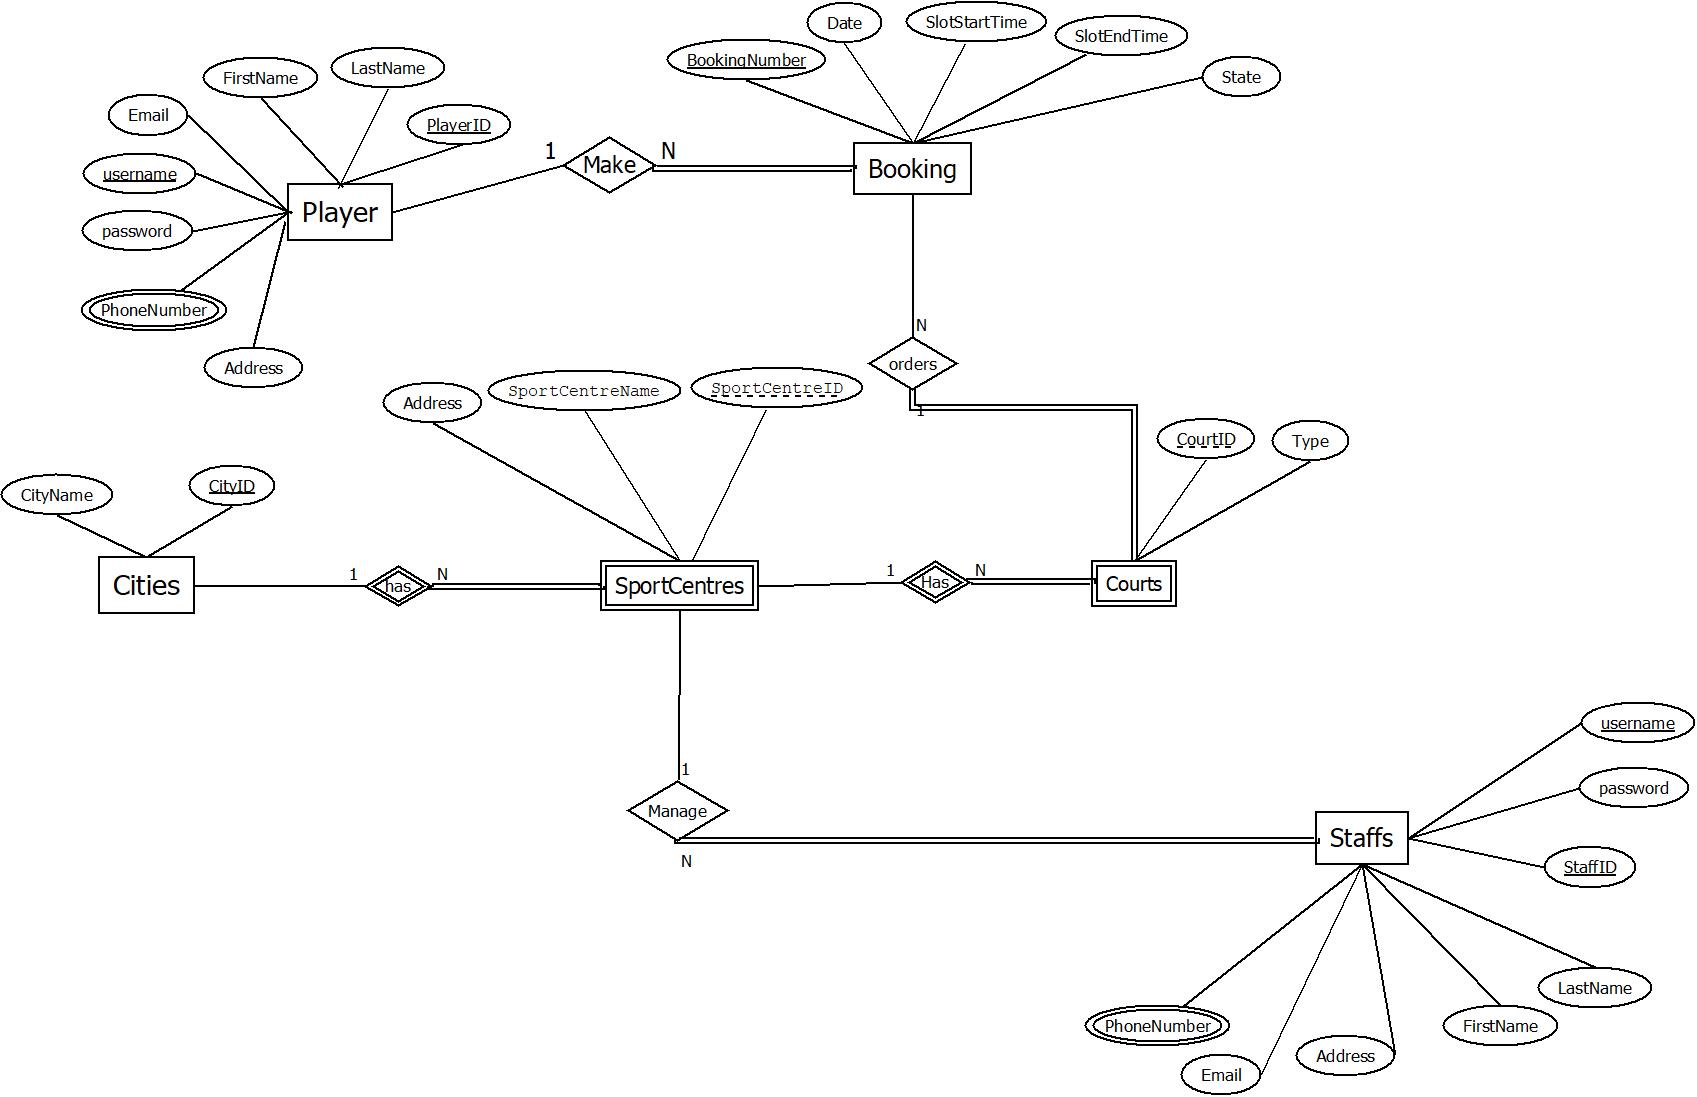 Date
SlotStartTime
SlotEndTime
BookingNumber
State
FirstName
LastName
Email
PlayerID
username
password
PhoneNumber
Address
Player
1
Make
N
Booking
N
orders
1
Address
SportCentreName
SportCentreID
CourtID
Type
CityName
CityID
Cities
1
has
N
SportCentres
1
Has
N
Courts
1
Manage
N
Staffs
username
password
StaffID
LastName
FirstName
PhoneNumber
Address
Email